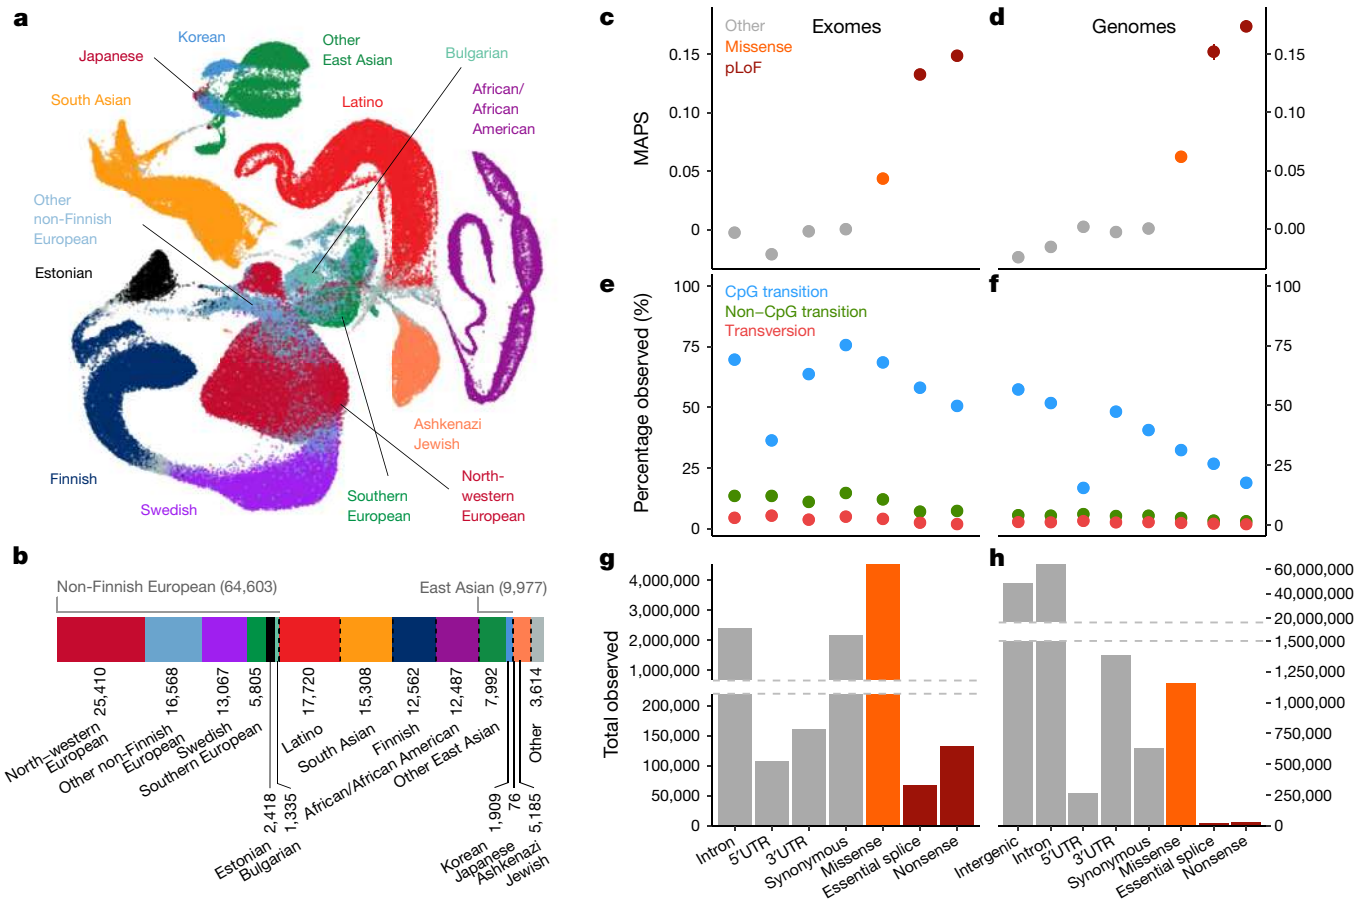 a
Korean
Japanese
Other
East Asian
Bulgarian
South Asian
Latino
African/
African
American
Other
non-Finnish
European
Estonian
Finnish
Swedish
Ashkenazi
Jewish
Southern
European
North-
western
European
b
Non-Finnish European (64,603)
East Asian (9,977)
25,410
16,568
13,067
5,805
17,720
15,308
12,562
12,487
7,992
3,614
North–western
European
Other non-Finnish
European
Swedish
Southern European
Latino
South Asian
Finnish
African/African American
Other East Asian
Other
2,418
1,335
1,909
76
5,185
Estonian
Bulgarian
Korean
Japanese
Ashkenazi
Jewish
c
Exomes
Other
Missense
pLoF
MAPS
0.15
0.10
0.05
0
d
Genomes
0.15
0.10
0.05
0.00
e
CpG transition
Non–CpG transition
Transversion
Percentage observed (%)
100
75
50
25
0
f
100
75
50
25
0
g
Total observed
4,000,000
3,000,000
2,000,000
1,000,000
200,000
150,000
100,000
50,000
0
Intron
5′UTR
3′UTR
Synonymous
Missense
Essential splice
Nonsense
h
60,000,000
40,000,000
20,000,000
1,500,000
1,250,000
1,000,000
750,000
500,000
250,000
0
Intergenic
Intron
5′UTR
3′UTR
Synonymous
Missense
Essential splice
Nonsense